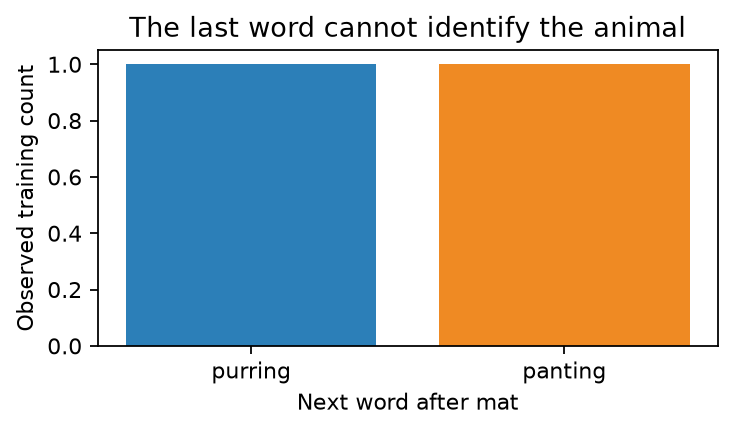 The last word cannot identify the animal
Observed training count
1.0
0.8
0.6
0.4
0.2
0.0
purring
panting
Next word after mat